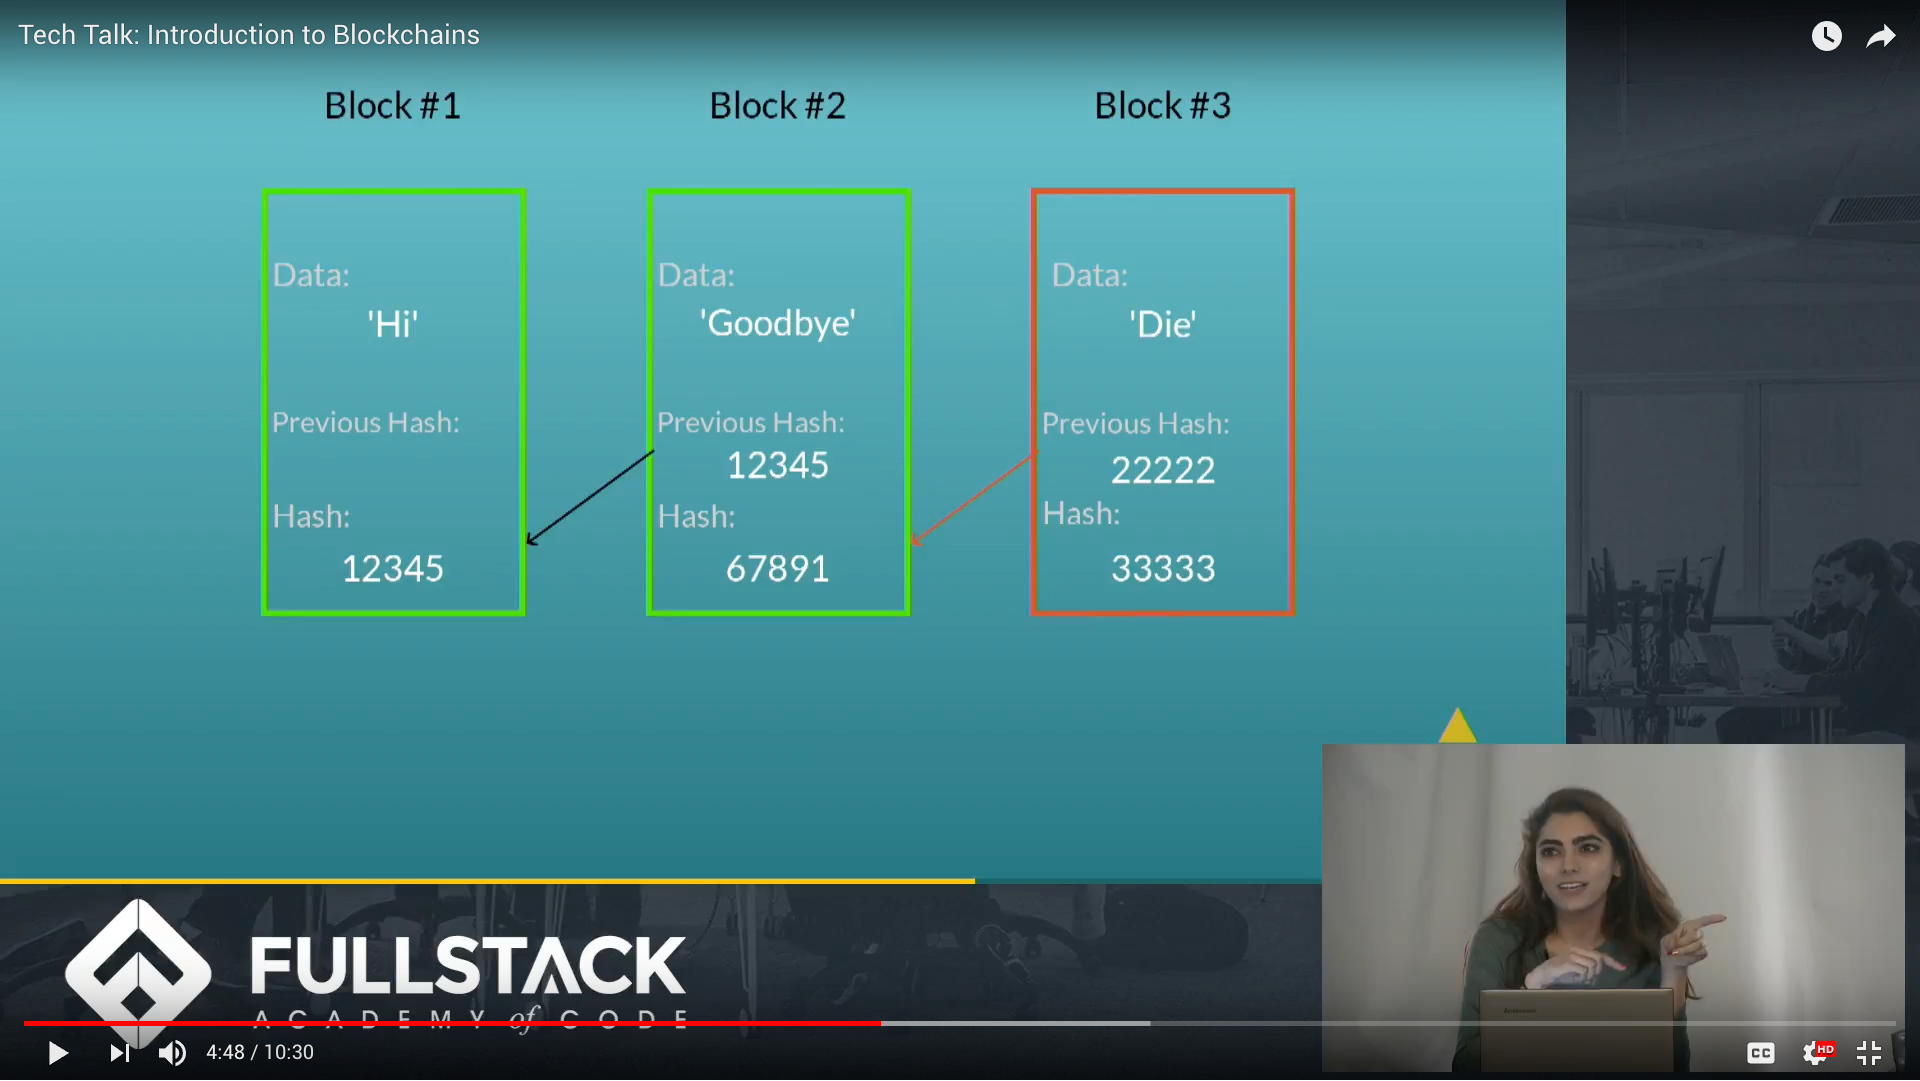 Tech Talk: Introduction to Blockchains
Block #1
Block #2
Block #3
Data:
'Hi'
Previous Hash:
Hash:
12345
Data:
'Goodbye'
Previous Hash:
12345
Hash:
67891
Data:
'Die'
Previous Hash:
22222
Hash:
33333
FULLSTACK
ACADEMY of CODE
4:48 / 10:30
CC
HD